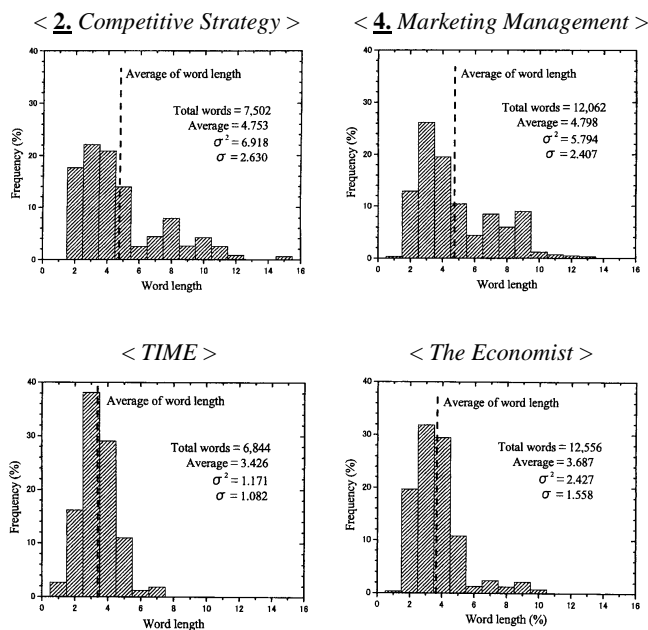 < 2. Competitive Strategy >
40
30
20
10
0
Frequency (%)
Average of word length
Total words = 7,502
Average = 4.753
σ² = 6.918
σ = 2.630
0 2 4 6 8 10 12 14 16
Word length
< 4. Marketing Management >
40
30
20
10
0
Frequency (%)
Average of word length
Total words = 12,062
Average = 4.798
σ² = 5.794
σ = 2.407
0 2 4 6 8 10 12 14 16
Word length
< TIME >
40
30
20
10
0
Frequency (%)
Average of word length
Total words = 6,844
Average = 3.426
σ² = 1.171
σ = 1.082
0 2 4 6 8 10 12 14 16
Word length
< The Economist >
40
30
20
10
0
Frequency (%)
Average of word length
Total words = 12,556
Average = 3.687
σ² = 2.427
σ = 1.558
0 2 4 6 8 10 12 14 16
Word length (%)